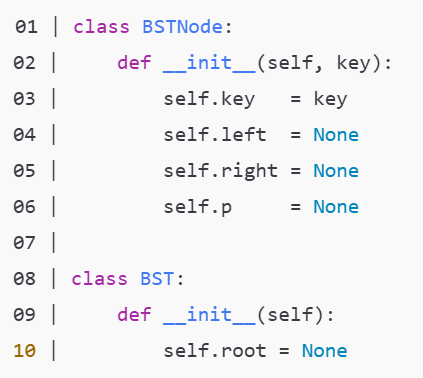 01 | class BSTNode:
02 |     def __init__(self, key):
03 |         self.key   = key
04 |         self.left  = None
05 |         self.right = None
06 |         self.p     = None
07 |
08 | class BST:
09 |     def __init__(self):
10 |         self.root = None